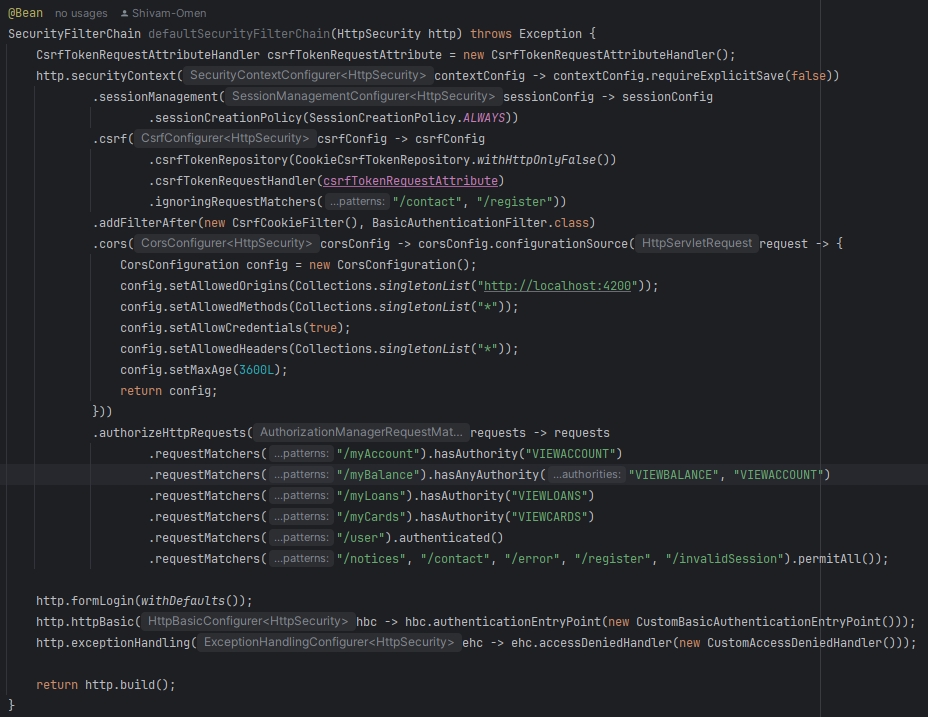 @Bean no usages Shivam-Omen
SecurityFilterChain defaultSecurityFilterChain(HttpSecurity http) throws Exception {
    CsrfTokenRequestAttributeHandler csrfTokenRequestAttribute = new CsrfTokenRequestAttributeHandler();
    http.securityContext( SecurityContextConfigurer<HttpSecurity> contextConfig -> contextConfig.requireExplicitSave(false))
            .sessionManagement( SessionManagementConfigurer<HttpSecurity> sessionConfig -> sessionConfig
                    .sessionCreationPolicy(SessionCreationPolicy.ALWAYS))
            .csrf( CsrfConfigurer<HttpSecurity> csrfConfig -> csrfConfig
                    .csrfTokenRepository(CookieCsrfTokenRepository.withHttpOnlyFalse())
                    .csrfTokenRequestHandler(csrfTokenRequestAttribute)
                    .ignoringRequestMatchers( ...patterns: "/contact", "/register"))
            .addFilterAfter(new CsrfCookieFilter(), BasicAuthenticationFilter.class)
            .cors( CorsConfigurer<HttpSecurity> corsConfig -> corsConfig.configurationSource( HttpServletRequest request -> {
                CorsConfiguration config = new CorsConfiguration();
                config.setAllowedOrigins(Collections.singletonList("http://localhost:4200"));
                config.setAllowedMethods(Collections.singletonList("*"));
                config.setAllowCredentials(true);
                config.setAllowedHeaders(Collections.singletonList("*"));
                config.setMaxAge(3600L);
                return config;
            }))
            .authorizeHttpRequests( AuthorizationManagerRequestMat... requests -> requests
                    .requestMatchers( ...patterns: "/myAccount").hasAuthority("VIEWACCOUNT")
                    .requestMatchers( ...patterns: "/myBalance").hasAnyAuthority( ...authorities: "VIEWBALANCE", "VIEWACCOUNT")
                    .requestMatchers( ...patterns: "/myLoans").hasAuthority("VIEWLOANS")
                    .requestMatchers( ...patterns: "/myCards").hasAuthority("VIEWCARDS")
                    .requestMatchers( ...patterns: "/user").authenticated()
                    .requestMatchers( ...patterns: "/notices", "/contact", "/error", "/register", "/invalidSession").permitAll());
    http.formLogin(withDefaults());
    http.httpBasic( HttpBasicConfigurer<HttpSecurity> hbc -> hbc.authenticationEntryPoint(new CustomBasicAuthenticationEntryPoint()));
    http.exceptionHandling( ExceptionHandlingConfigurer<HttpSecurity> ehc -> ehc.accessDeniedHandler(new CustomAccessDeniedHandler()));
    return http.build();
}